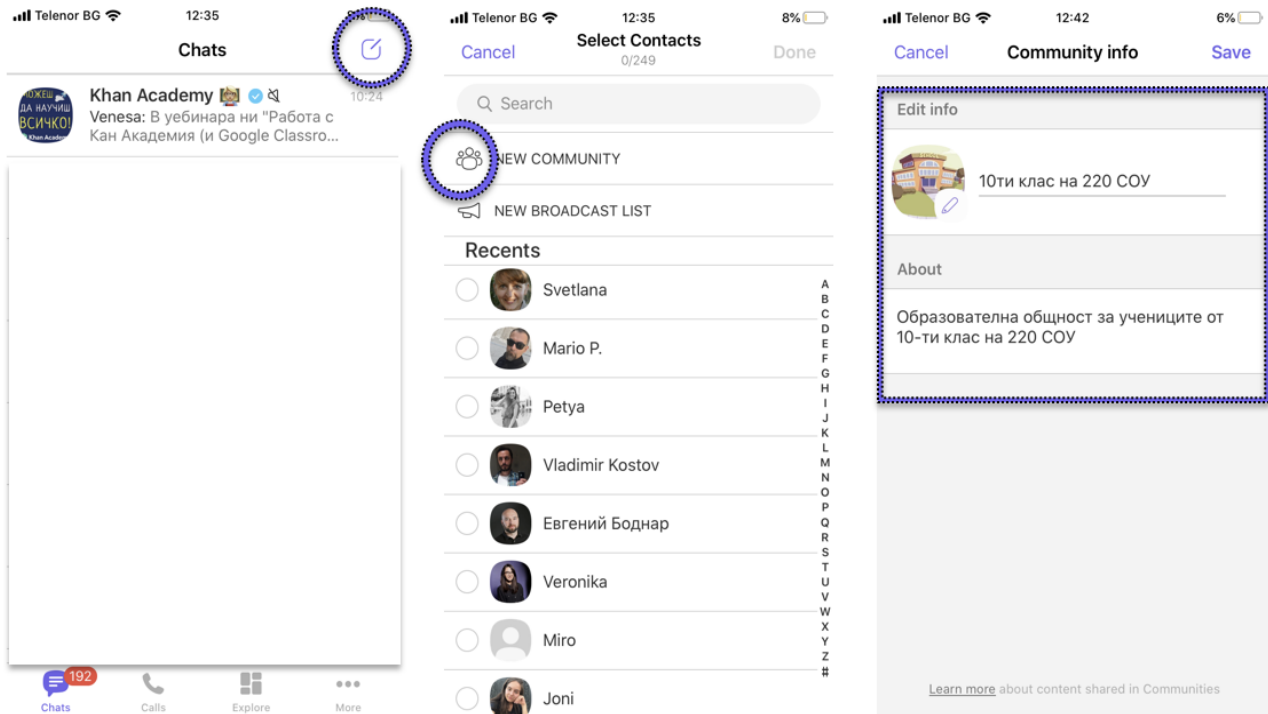 Telenor BG
12:35
Chats
Khan Academy
10:24
Venesa: В уебинара ни "Работа с
Кан Академия (и Google Classro...
МОЖЕШ
ДА НАУЧИШ
ВСИЧКО!
Khan Academy
192
Chats
Calls
Explore
More
Telenor BG
12:35
8%
Cancel
Select Contacts
0/249
Done
Search
NEW COMMUNITY
NEW BROADCAST LIST
Recents
Svetlana
Mario P.
Petya
Vladimir Kostov
Евгений Боднар
Veronika
Miro
Joni
A
B
C
D
E
F
G
H
I
J
K
L
M
N
O
P
Q
R
S
T
U
V
W
X
Y
Z
#
Telenor BG
12:42
6%
Cancel
Community info
Save
Edit info
10ти клас на 220 СОУ
About
Образователна общност за учениците от
10-ти клас на 220 СОУ
Learn more about content shared in Communities